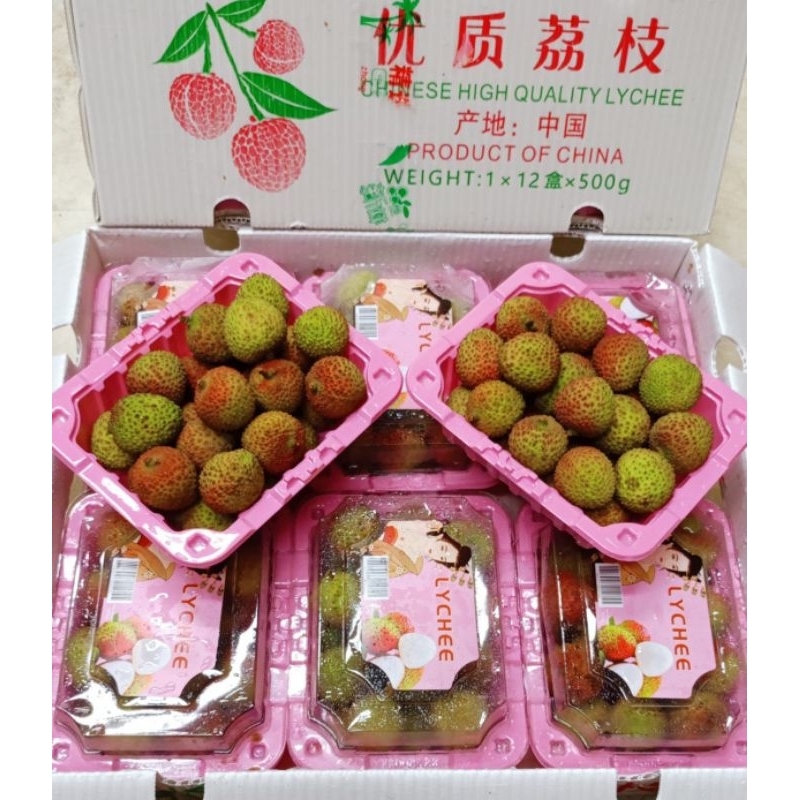 优质荔枝
CHINESE HIGH QUALITY LYCHEE
产地：中国
PRODUCT OF CHINA
WEIGHT:1×12盒×500g
LYCH
LYCHEE
LYCHEE
LYCHEE